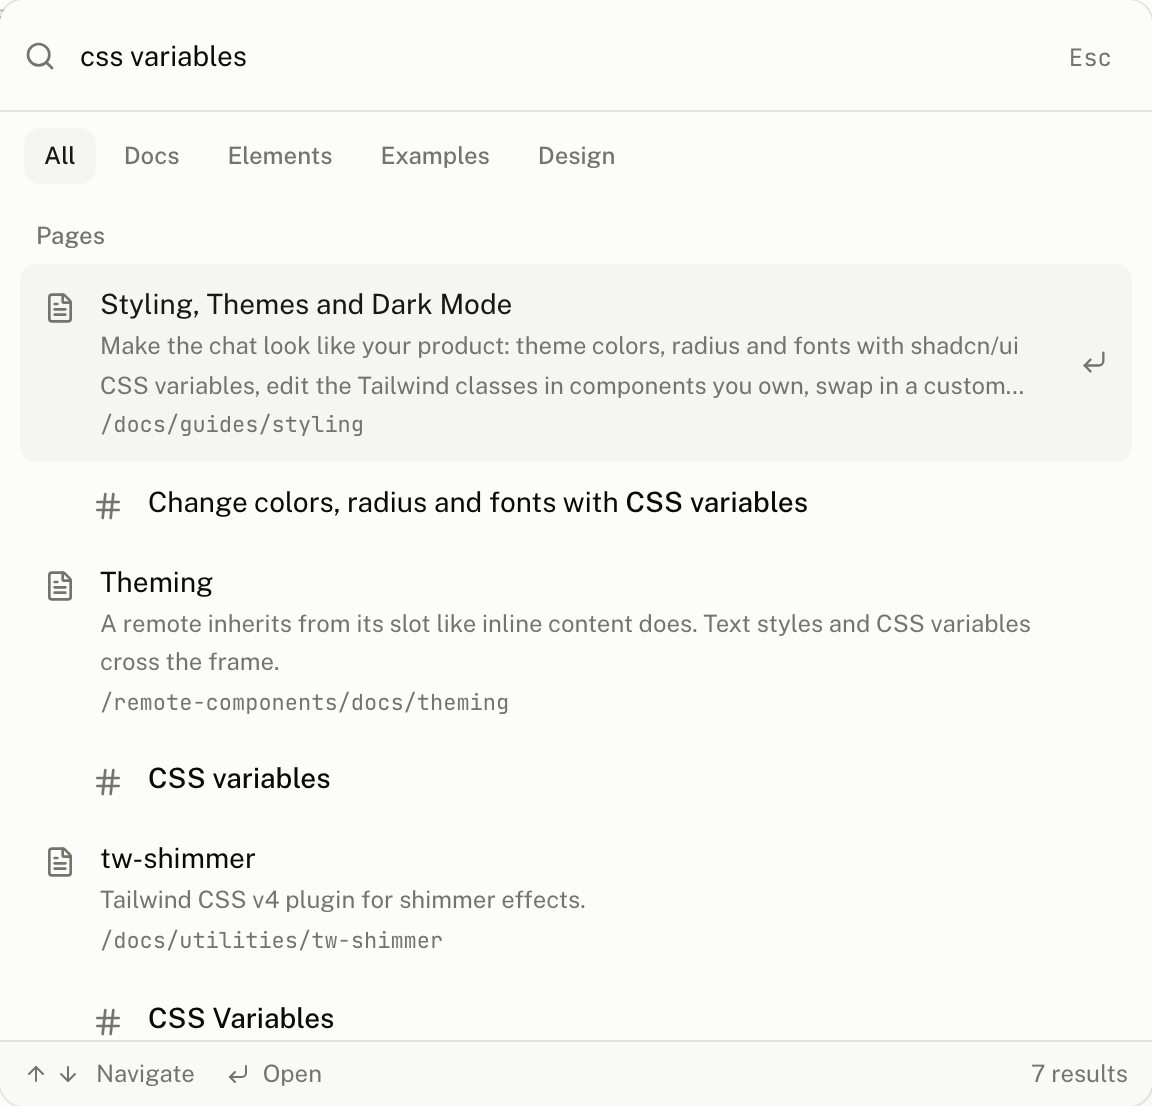 css variables
Esc
All
Docs
Elements
Examples
Design
Pages
Styling, Themes and Dark Mode
Make the chat look like your product: theme colors, radius and fonts with shadcn/ui
CSS variables, edit the Tailwind classes in components you own, swap in a custom...
/docs/guides/styling
Change colors, radius and fonts with CSS variables
Theming
A remote inherits from its slot like inline content does. Text styles and CSS variables
cross the frame.
/remote-components/docs/theming
CSS variables
tw-shimmer
Tailwind CSS v4 plugin for shimmer effects.
/docs/utilities/tw-shimmer
CSS Variables
Navigate
Open
7 results